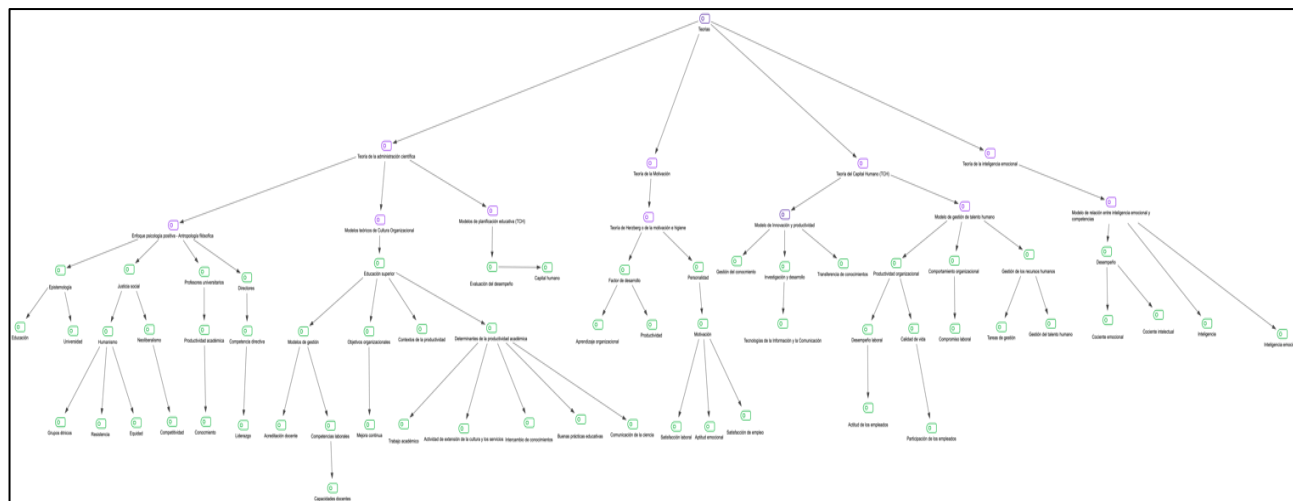 Teorías
Teoría de la administración científica
Teoría de la Motivación
Teoría del Capital Humano (TCH)
Teoría de la inteligencia emocional
Enfoque psicología positiva - Antropología filosófica
Modelos teóricos de Cultura Organizacional
Modelos de planificación educativa (TCH)
Teoría de Herzberg o de la motivación e higiene
Modelo de innovación y productividad
Modelo de gestión de talento humano
Modelo de relación entre inteligencia emocional y
competencias
Epistemología
Justicia social
Profesores universitarios
Directores
Educación superior
Evaluación del desempeño
Capital humano
Factor de desarrollo
Personalidad
Gestión del conocimiento
Investigación y desarrollo
Transferencia de conocimientos
Productividad organizacional
Comportamiento organizacional
Gestión de los recursos humanos
Desempeño
Educación
Universidad
Humanismo
Neoliberalismo
Productividad académica
Competencia directiva
Modelos de gestión
Objetivos organizacionales
Contextos de la productividad
Determinantes de la productividad académica
Aprendizaje organizacional
Productividad
Motivación
Tecnologías de la Información y la Comunicación
Desempeño laboral
Calidad de vida
Compromiso laboral
Tareas de gestión
Gestión del talento humano
Cociente emocional
Cociente intelectual
Inteligencia
Inteligencia emocio
Grupos étnicos
Resistencia
Equidad
Competitividad
Conocimiento
Liderazgo
Acreditación docente
Competencias laborales
Mejora continua
Trabajo académico
Actividad de extensión de la cultura y los servicios
Intercambio de conocimientos
Buenas prácticas educativas
Comunicación de la ciencia
Satisfacción laboral
Aptitud emocional
Satisfacción de empleo
Actitud de los empleados
Participación de los empleados
Capacidades docentes